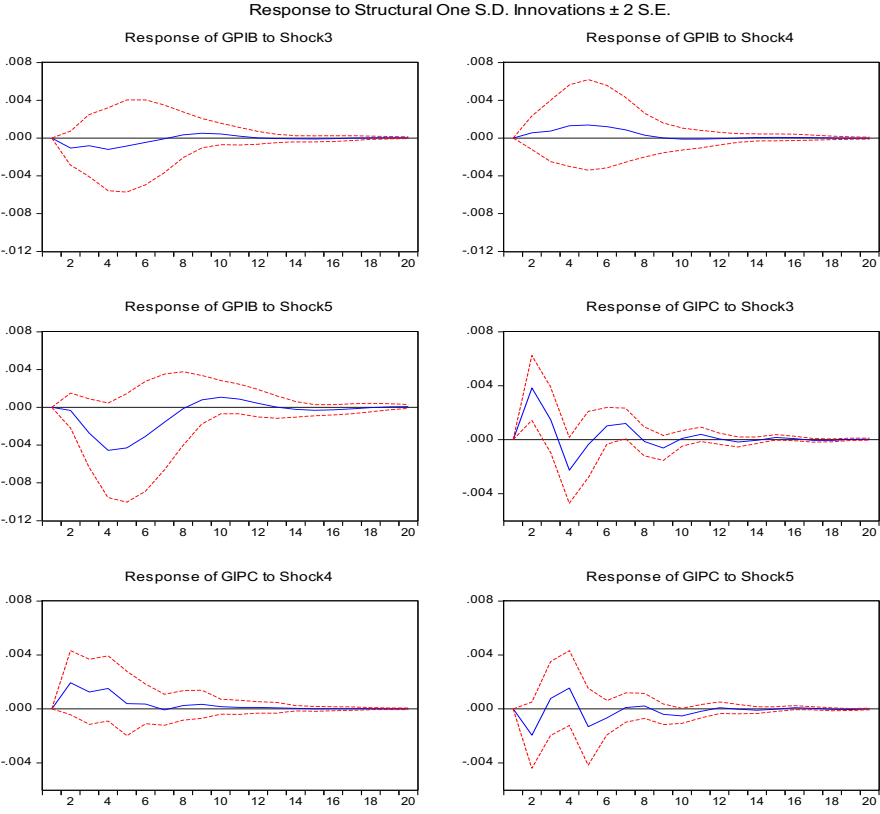 Response to Structural One S.D. Innovations ± 2 S.E.
Response of GPIB to Shock3
.008
.004
.000
-.004
-.008
-.012
2 4 6 8 10 12 14 16 18 20
Response of GPIB to Shock4
.008
.004
.000
-.004
-.008
-.012
2 4 6 8 10 12 14 16 18 20
Response of GPIB to Shock5
.008
.004
.000
-.004
-.008
-.012
2 4 6 8 10 12 14 16 18 20
Response of GIPC to Shock3
.008
.004
.000
-.004
2 4 6 8 10 12 14 16 18 20
Response of GIPC to Shock4
.008
.004
.000
-.004
2 4 6 8 10 12 14 16 18 20
Response of GIPC to Shock5
.008
.004
.000
-.004
2 4 6 8 10 12 14 16 18 20